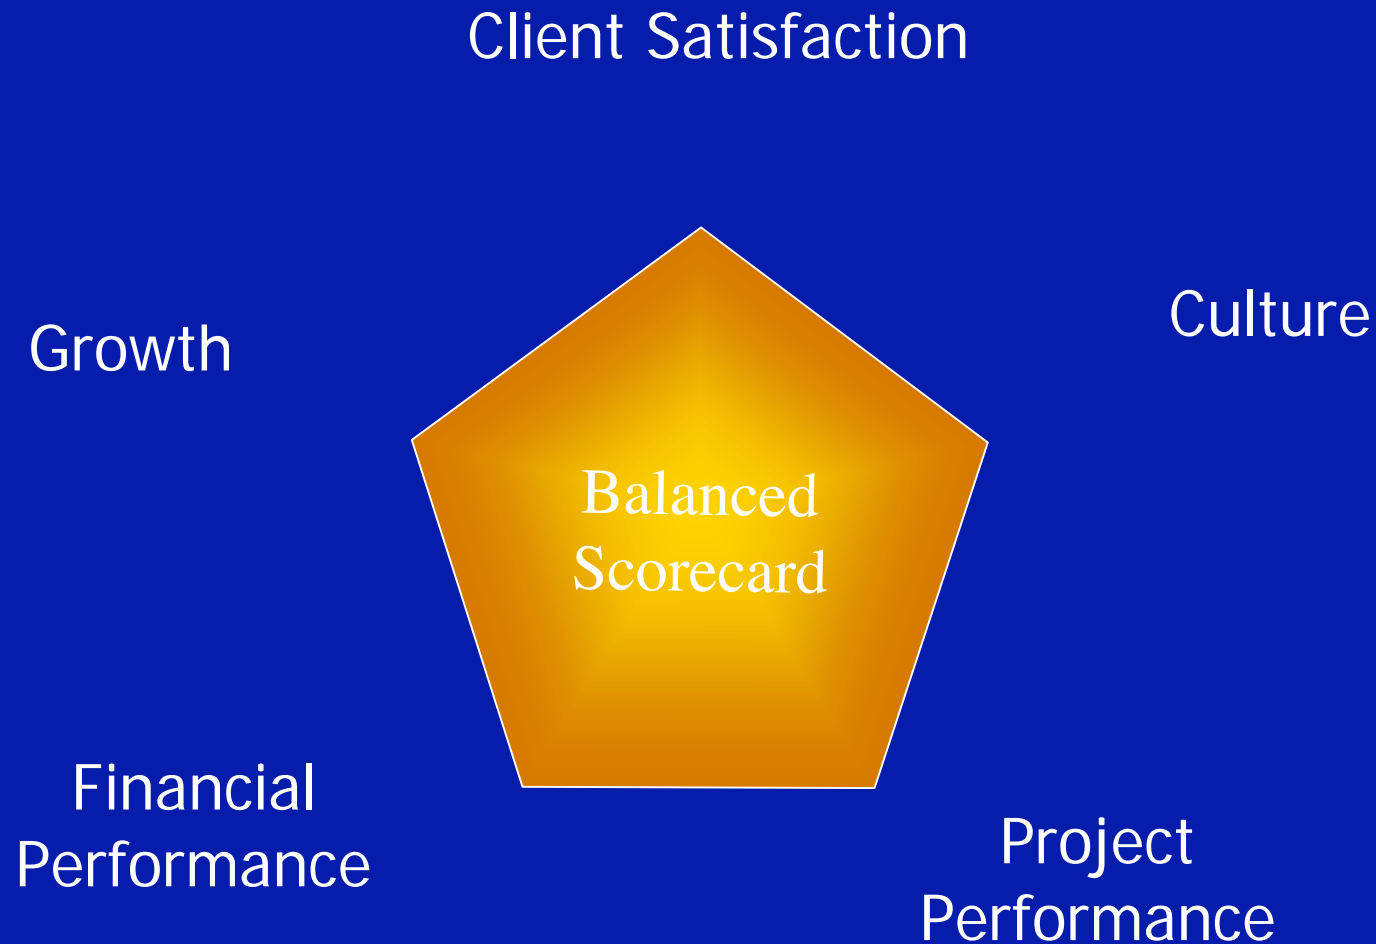 Client Satisfaction
Culture
Growth
Balanced
Scorecard
Financial
Performance
Project
Performance